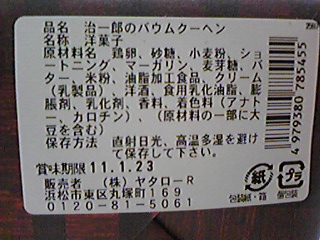 品名 治一郎のバウムクーヘン
名称 洋菓子
原材料名 鶏卵、砂糖、小麦粉、ショ
ートニング、マーガリン、麦芽糖、バ
ター、米粉、油脂加工食品、クリーム
(乳製品)、洋酒、食用乳化油脂、膨
脹剤、乳化剤、香料、着色料(アナト
ー、カロチン)、(原材料の一部に大
豆を含む)
保存方法 直射日光、高温多湿を避け
て保存して下さい。
賞味期限 11.1.23
販売者 (株)ヤタローR
浜松市東区丸塚町169
0120-81-5061
4979380785455
紙
包装紙・箱
プラ
個包装